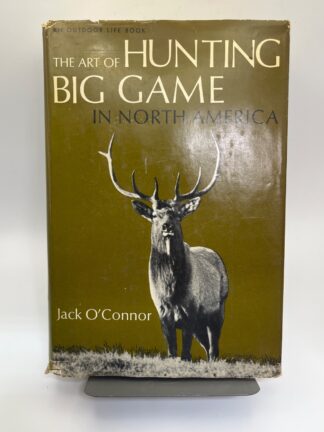 AN OUTDOOR LIFE BOOK
THE ART OF HUNTING
BIG GAME
IN NORTH AMERICA
Jack O'Connor